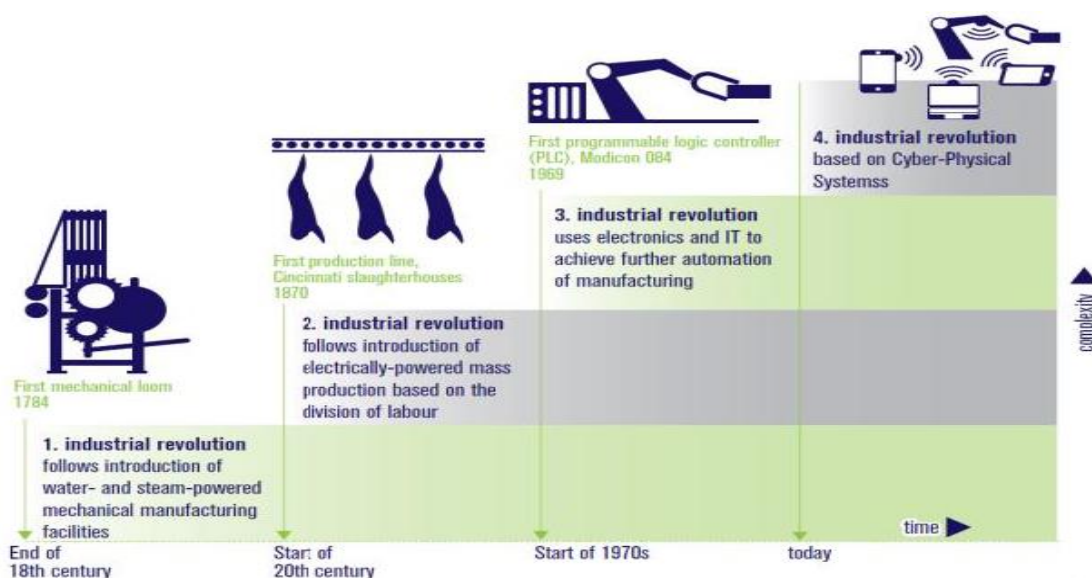 First mechanical loom
1784
1. industrial revolution
follows introduction of
water- and steam-powered
mechanical manufacturing
facilities
End of
18th century
First production line,
Cincinnati slaughterhouses
1870
2. industrial revolution
follows introduction of
electrically-powered mass
production based on the
division of labour
Start of
20th century
First programmable logic controller
(PLC), Modicon 084
1969
3. industrial revolution
uses electronics and IT to
achieve further automation
of manufacturing
Start of 1970s
4. industrial revolution
based on Cyber-Physical
Systemss
today
time
complexity